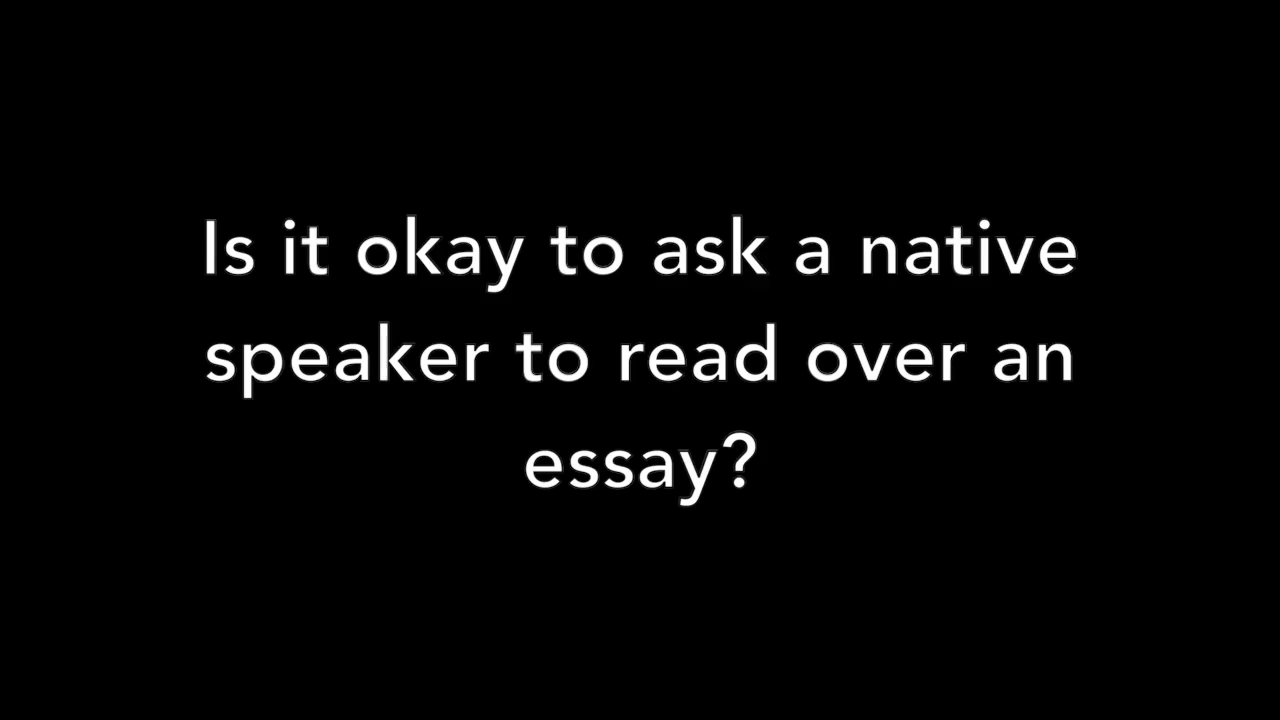 Is it okay to ask a native
speaker to read over an
essay?